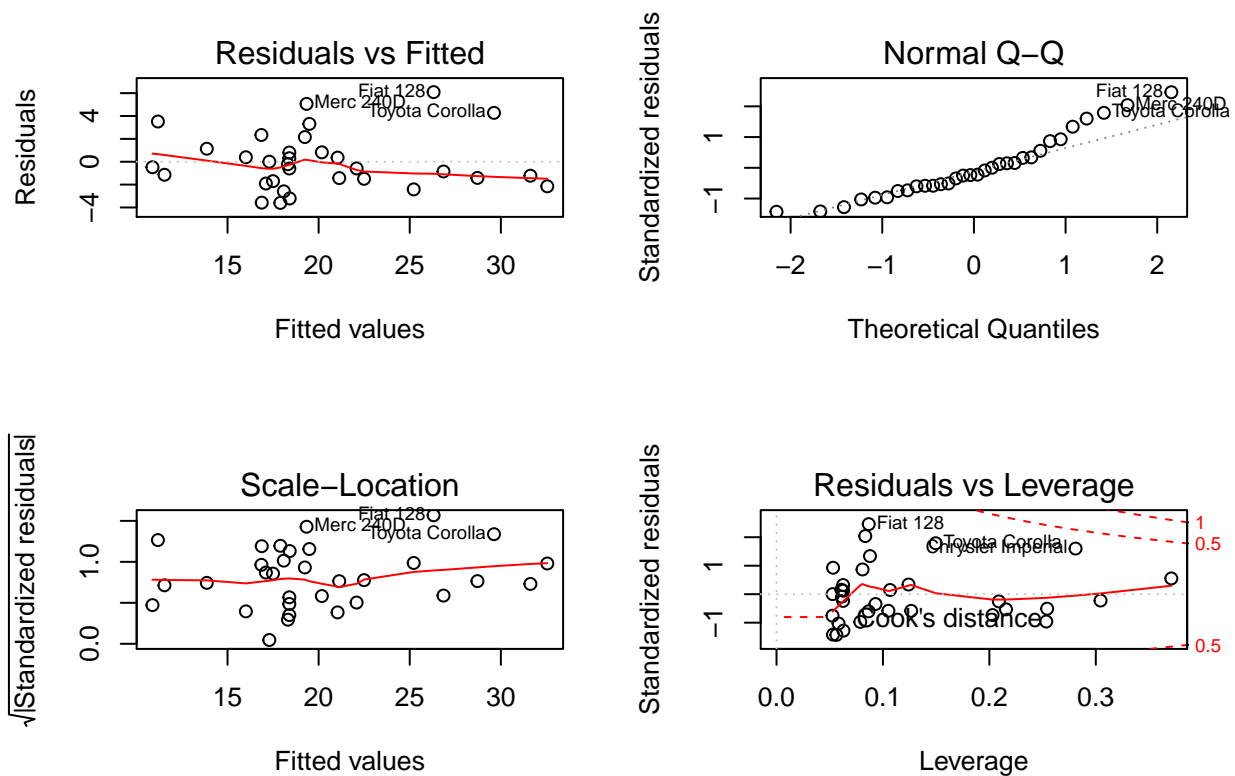 Residuals vs Fitted
Residuals
4
0
−4
Fiat 128
Merc 240D
Toyota Corolla
15 20 25 30
Fitted values
Normal Q−Q
Standardized residuals
1
−1
Fiat 128
Merc 240D
Toyota Corolla
−2 −1 0 1 2
Theoretical Quantiles
Scale−Location
√|Standardized residuals|
1.0
0.0
Fiat 128
Merc 240D
Toyota Corolla
15 20 25 30
Fitted values
Residuals vs Leverage
Standardized residuals
1
−1
Fiat 128
Toyota Corolla
Chrysler Imperial
1
0.5
Cook's distance
0.5
0.0 0.1 0.2 0.3
Leverage